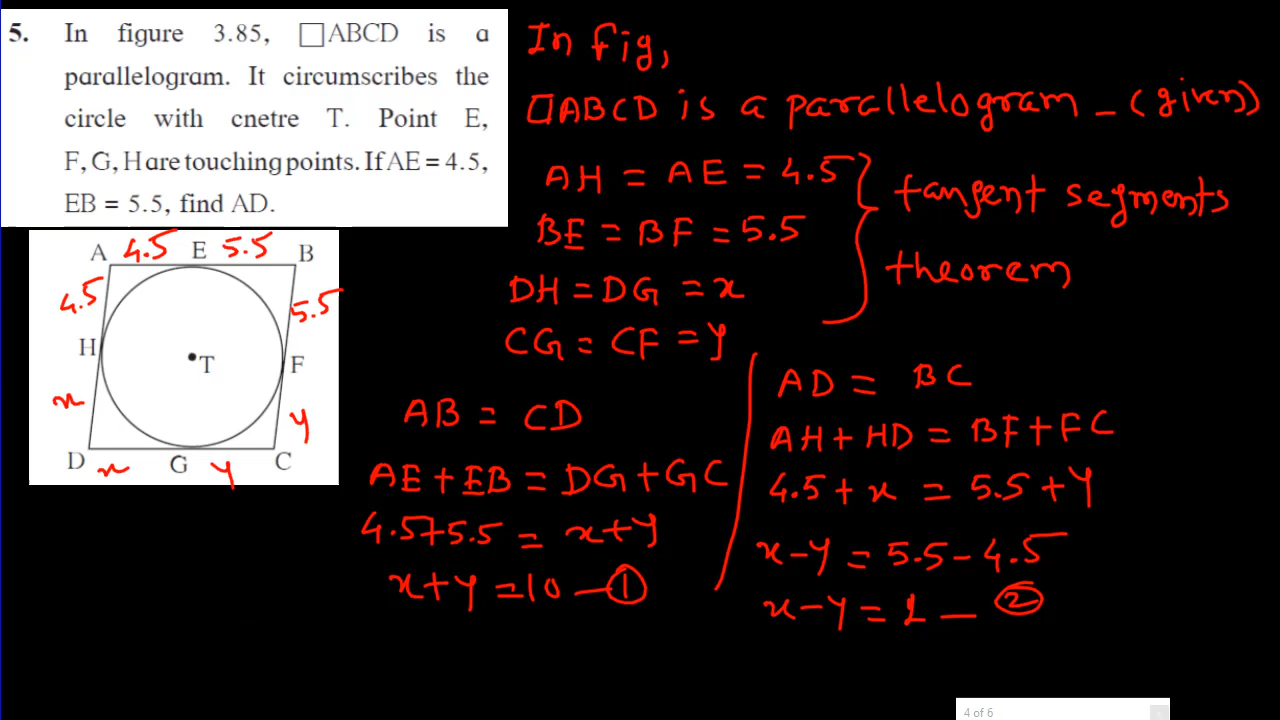 5. In figure 3.85, □ABCD is a
parallelogram. It circumscribes the
circle with cnetre T. Point E,
F, G, H are touching points. If AE = 4.5,
EB = 5.5, find AD.
A 4.5 E 5.5 B
4.5 5.5
H T F
x y
D x G y C
In fig,
□ABCD is a parallelogram - (given)
AH = AE = 4.5
BE = BF = 5.5
DH = DG = x
CG = CF = y
tangent segments
theorem
AB = CD
AE + EB = DG + GC
4.5+5.5 = x+y
x+y = 10 — ①
AD = BC
AH + HD = BF + FC
4.5 + x = 5.5 + y
x-y = 5.5 - 4.5
x-y = 1 — ②
4 of 6